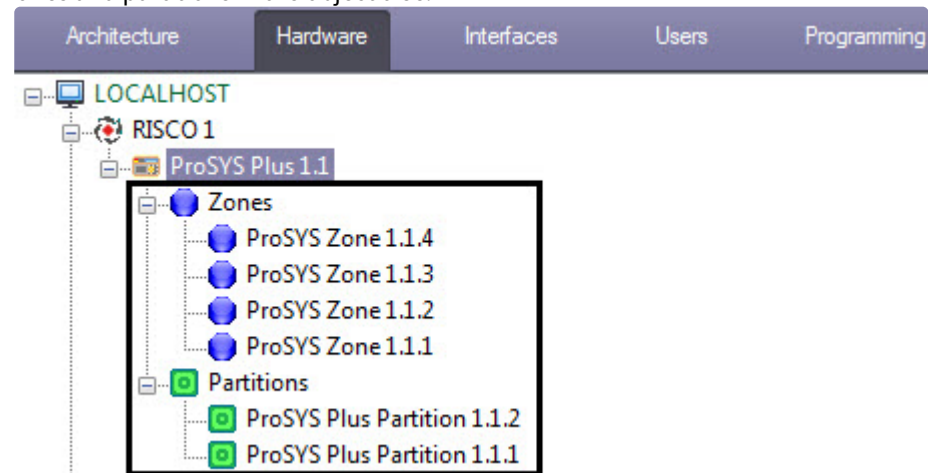 Architecture Hardware Interfaces Users Programming
LOCALHOST
RISCO 1
ProSYS Plus 1.1
Zones
ProSYS Zone 1.1.4
ProSYS Zone 1.1.3
ProSYS Zone 1.1.2
ProSYS Zone 1.1.1
Partitions
ProSYS Plus Partition 1.1.2
ProSYS Plus Partition 1.1.1